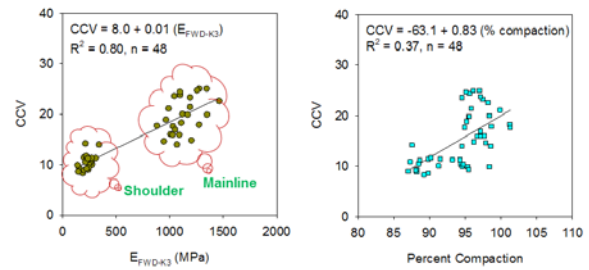 CCV = 8.0 + 0.01 (E_FWD-K3)
R² = 0.80, n = 48
CCV
40
30
20
10
0
Mainline
Shoulder
0 500 1000 1500 2000
E_FWD-K3 (MPa)
CCV = -63.1 + 0.83 (% compaction)
R² = 0.37, n = 48
CCV
40
30
20
10
0
80 85 90 95 100 105 110
Percent Compaction